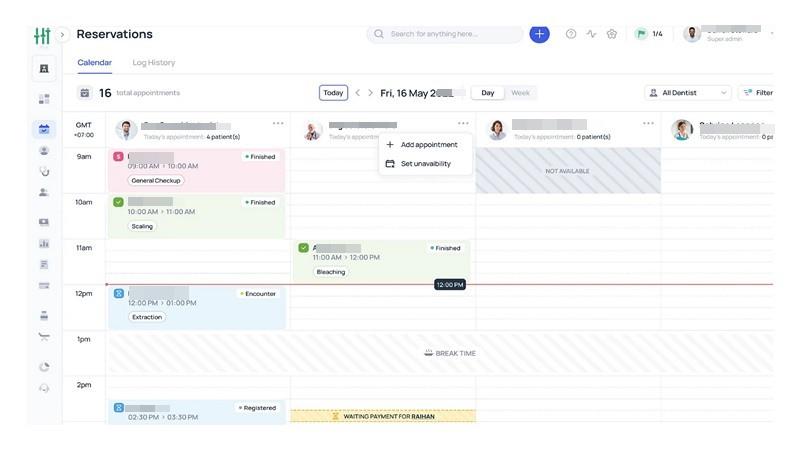 Reservations
Search for anything here...
1/4
Super admin
Calendar
Log History
16 total appointments
Today
Fri, 16 May
Day
Week
All Dentist
Filter
GMT
+07:00
Today's appointment: 4 patient(s)
Today's appointment:
Today's appointment: 0 patient(s)
Today's appointment:
Add appointment
Set unavaibility
9am
S
Finished
09:00 AM > 10:00 AM
General Checkup
NOT AVAILABLE
10am
Finished
10:00 AM > 11:00 AM
Scaling
11am
Finished
11:00 AM > 12:00 PM
Bleaching
12:00 PM
12pm
Encounter
12:00 PM > 01:00 PM
Extraction
1pm
BREAK TIME
2pm
Registered
02:30 PM > 03:30 PM
WAITING PAYMENT FOR RAIHAN